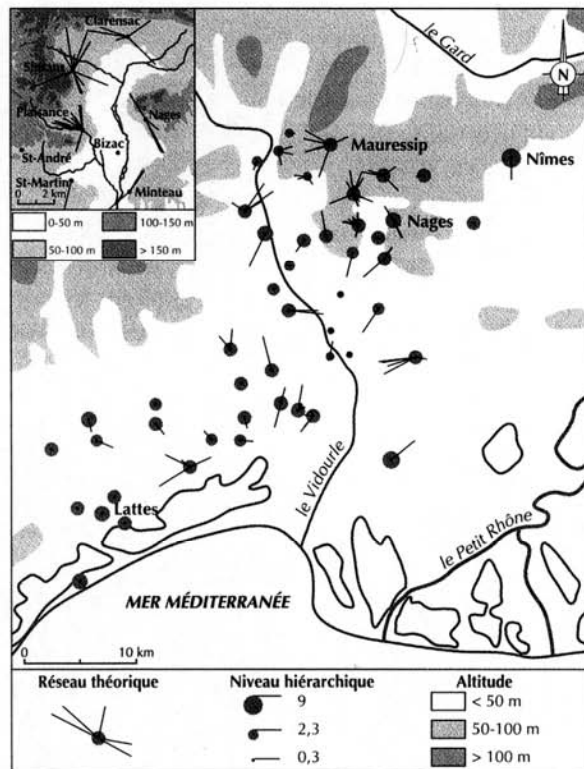 Clarensac
Sinsans
Plaisance
Nages
St-André
Bizac
St-Martin
Minteau
0 2 km
0-50 m
100-150 m
50-100 m
> 150 m
le Gard
N
Mauressip
Nîmes
Nages
Lattes
le Vidourle
le Petit Rhône
MER MÉDITERRANÉE
0 10 km
Réseau théorique
Niveau hiérarchique
Altitude
9
2,3
0,3
< 50 m
50-100 m
> 100 m